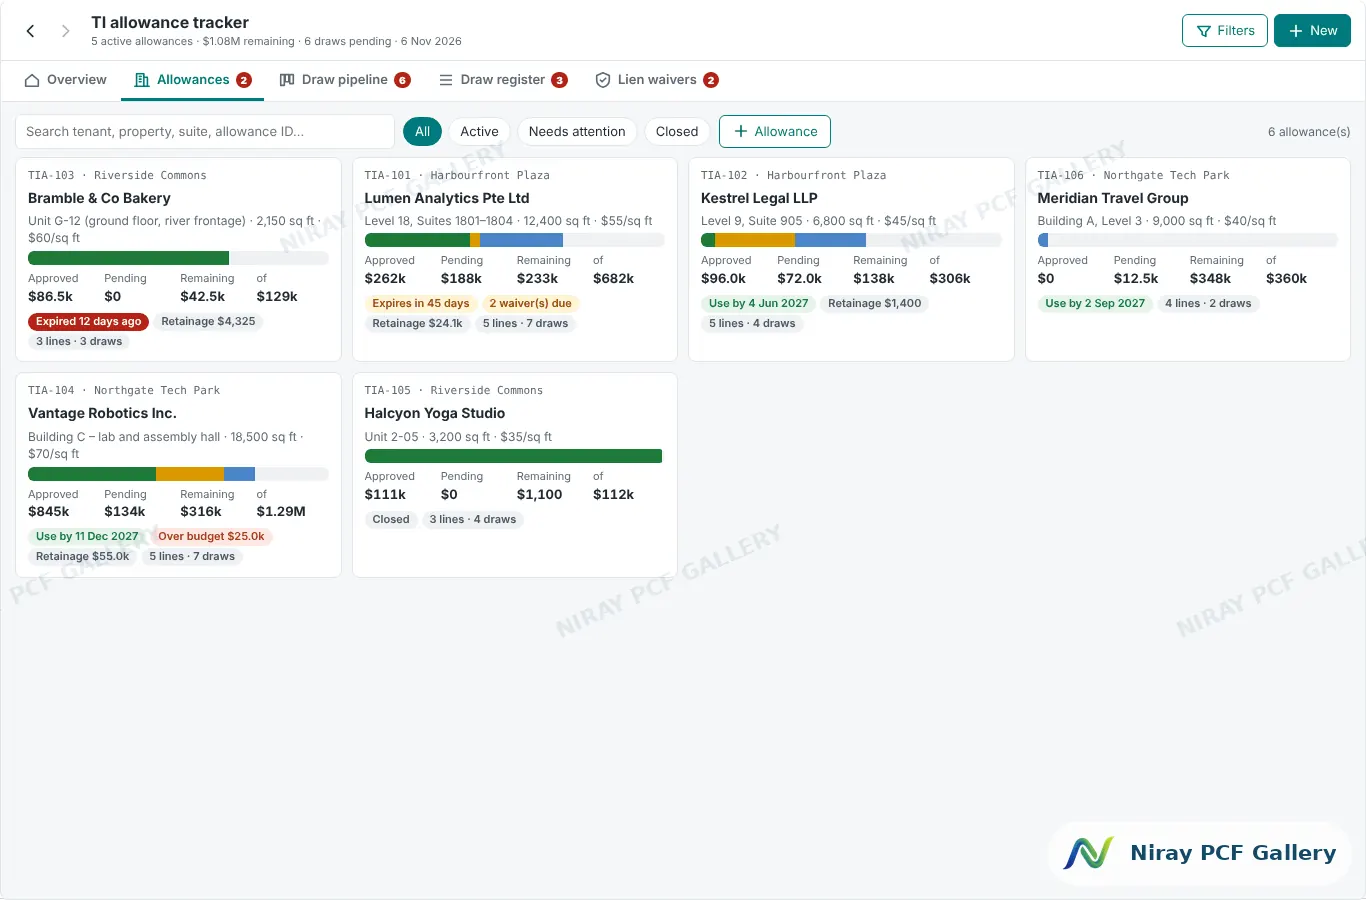 TI allowance tracker
5 active allowances · $1.08M remaining · 6 draws pending · 6 Nov 2026
Filters
New
Overview
Allowances 2
Draw pipeline 6
Draw register 3
Lien waivers 2
Search tenant, property, suite, allowance ID...
All
Active
Needs attention
Closed
Allowance
6 allowance(s)
TIA-103 · Riverside Commons
Bramble & Co Bakery
Unit G-12 (ground floor, river frontage) · 2,150 sq ft ·
$60/sq ft
Approved Pending Remaining of
$86.5k $0 $42.5k $129k
Expired 12 days ago Retainage $4,325
3 lines · 3 draws
TIA-101 · Harbourfront Plaza
Lumen Analytics Pte Ltd
Level 18, Suites 1801–1804 · 12,400 sq ft · $55/sq ft
Approved Pending Remaining of
$262k $188k $233k $682k
Expires in 45 days 2 waiver(s) due
Retainage $24.1k 5 lines · 7 draws
TIA-102 · Harbourfront Plaza
Kestrel Legal LLP
Level 9, Suite 905 · 6,800 sq ft · $45/sq ft
Approved Pending Remaining of
$96.0k $72.0k $138k $306k
Use by 4 Jun 2027 Retainage $1,400
5 lines · 4 draws
TIA-106 · Northgate Tech Park
Meridian Travel Group
Building A, Level 3 · 9,000 sq ft · $40/sq ft
Approved Pending Remaining of
$0 $12.5k $348k $360k
Use by 2 Sep 2027 4 lines · 2 draws
TIA-104 · Northgate Tech Park
Vantage Robotics Inc.
Building C – lab and assembly hall · 18,500 sq ft ·
$70/sq ft
Approved Pending Remaining of
$845k $134k $316k $1.29M
Use by 11 Dec 2027 Over budget $25.0k
Retainage $55.0k 5 lines · 7 draws
TIA-105 · Riverside Commons
Halcyon Yoga Studio
Unit 2-05 · 3,200 sq ft · $35/sq ft
Approved Pending Remaining of
$111k $0 $1,100 $112k
Closed 3 lines · 4 draws
NIRAY PCF GALLERY
NIRAY PCF GALLERY
PCF GALLERY
NIRAY PCF GALLERY
NIRAY PCF GALLE
Niray PCF Gallery